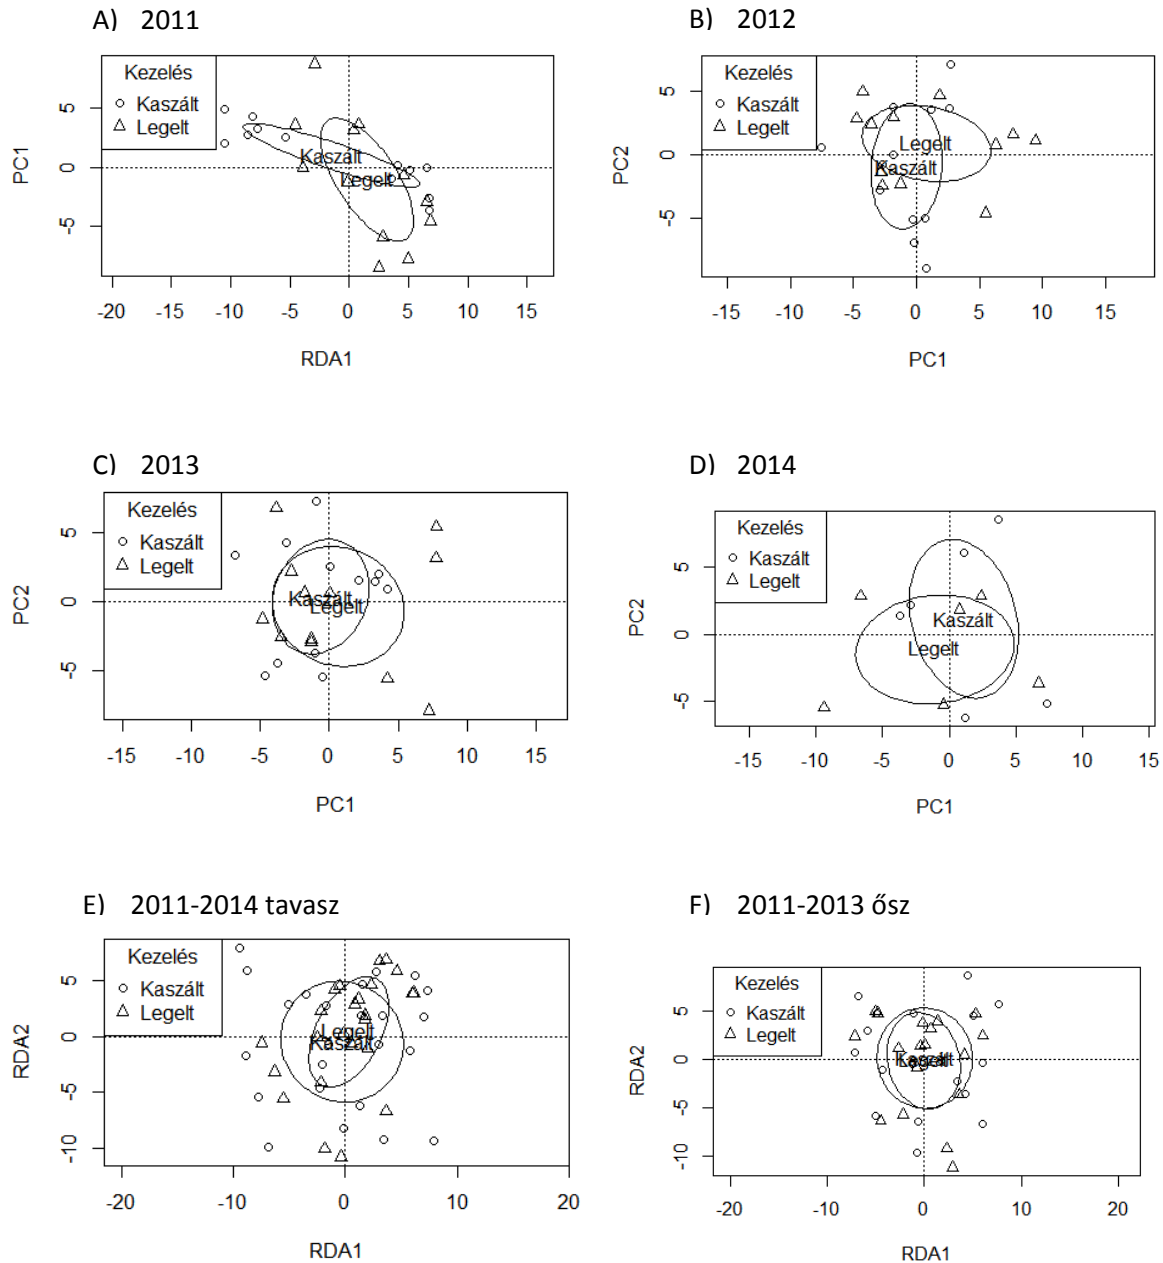 A) 2011
Kezelés
Kaszált
Legelt
Kaszált
Legelt
5
0
-5
PC1
-20 -15 -10 -5 0 5 10 15
RDA1
B) 2012
Kezelés
Kaszált
Legelt
Legelt
Kaszált
5
0
-5
PC2
-15 -10 -5 0 5 10 15
PC1
C) 2013
Kezelés
Kaszált
Legelt
Kaszált
Legelt
5
0
-5
PC2
-15 -10 -5 0 5 10 15
PC1
D) 2014
Kezelés
Kaszált
Legelt
Kaszált
Legelt
5
0
-5
PC2
-15 -10 -5 0 5 10 15
PC1
E) 2011-2014 tavasz
Kezelés
Kaszált
Legelt
Legelt
Kaszált
5
0
-5
-10
RDA2
-20 -10 0 10 20
RDA1
F) 2011-2013 ősz
Kezelés
Kaszált
Legelt
Kaszált
Legelt
5
0
-5
-10
RDA2
-20 -10 0 10 20
RDA1